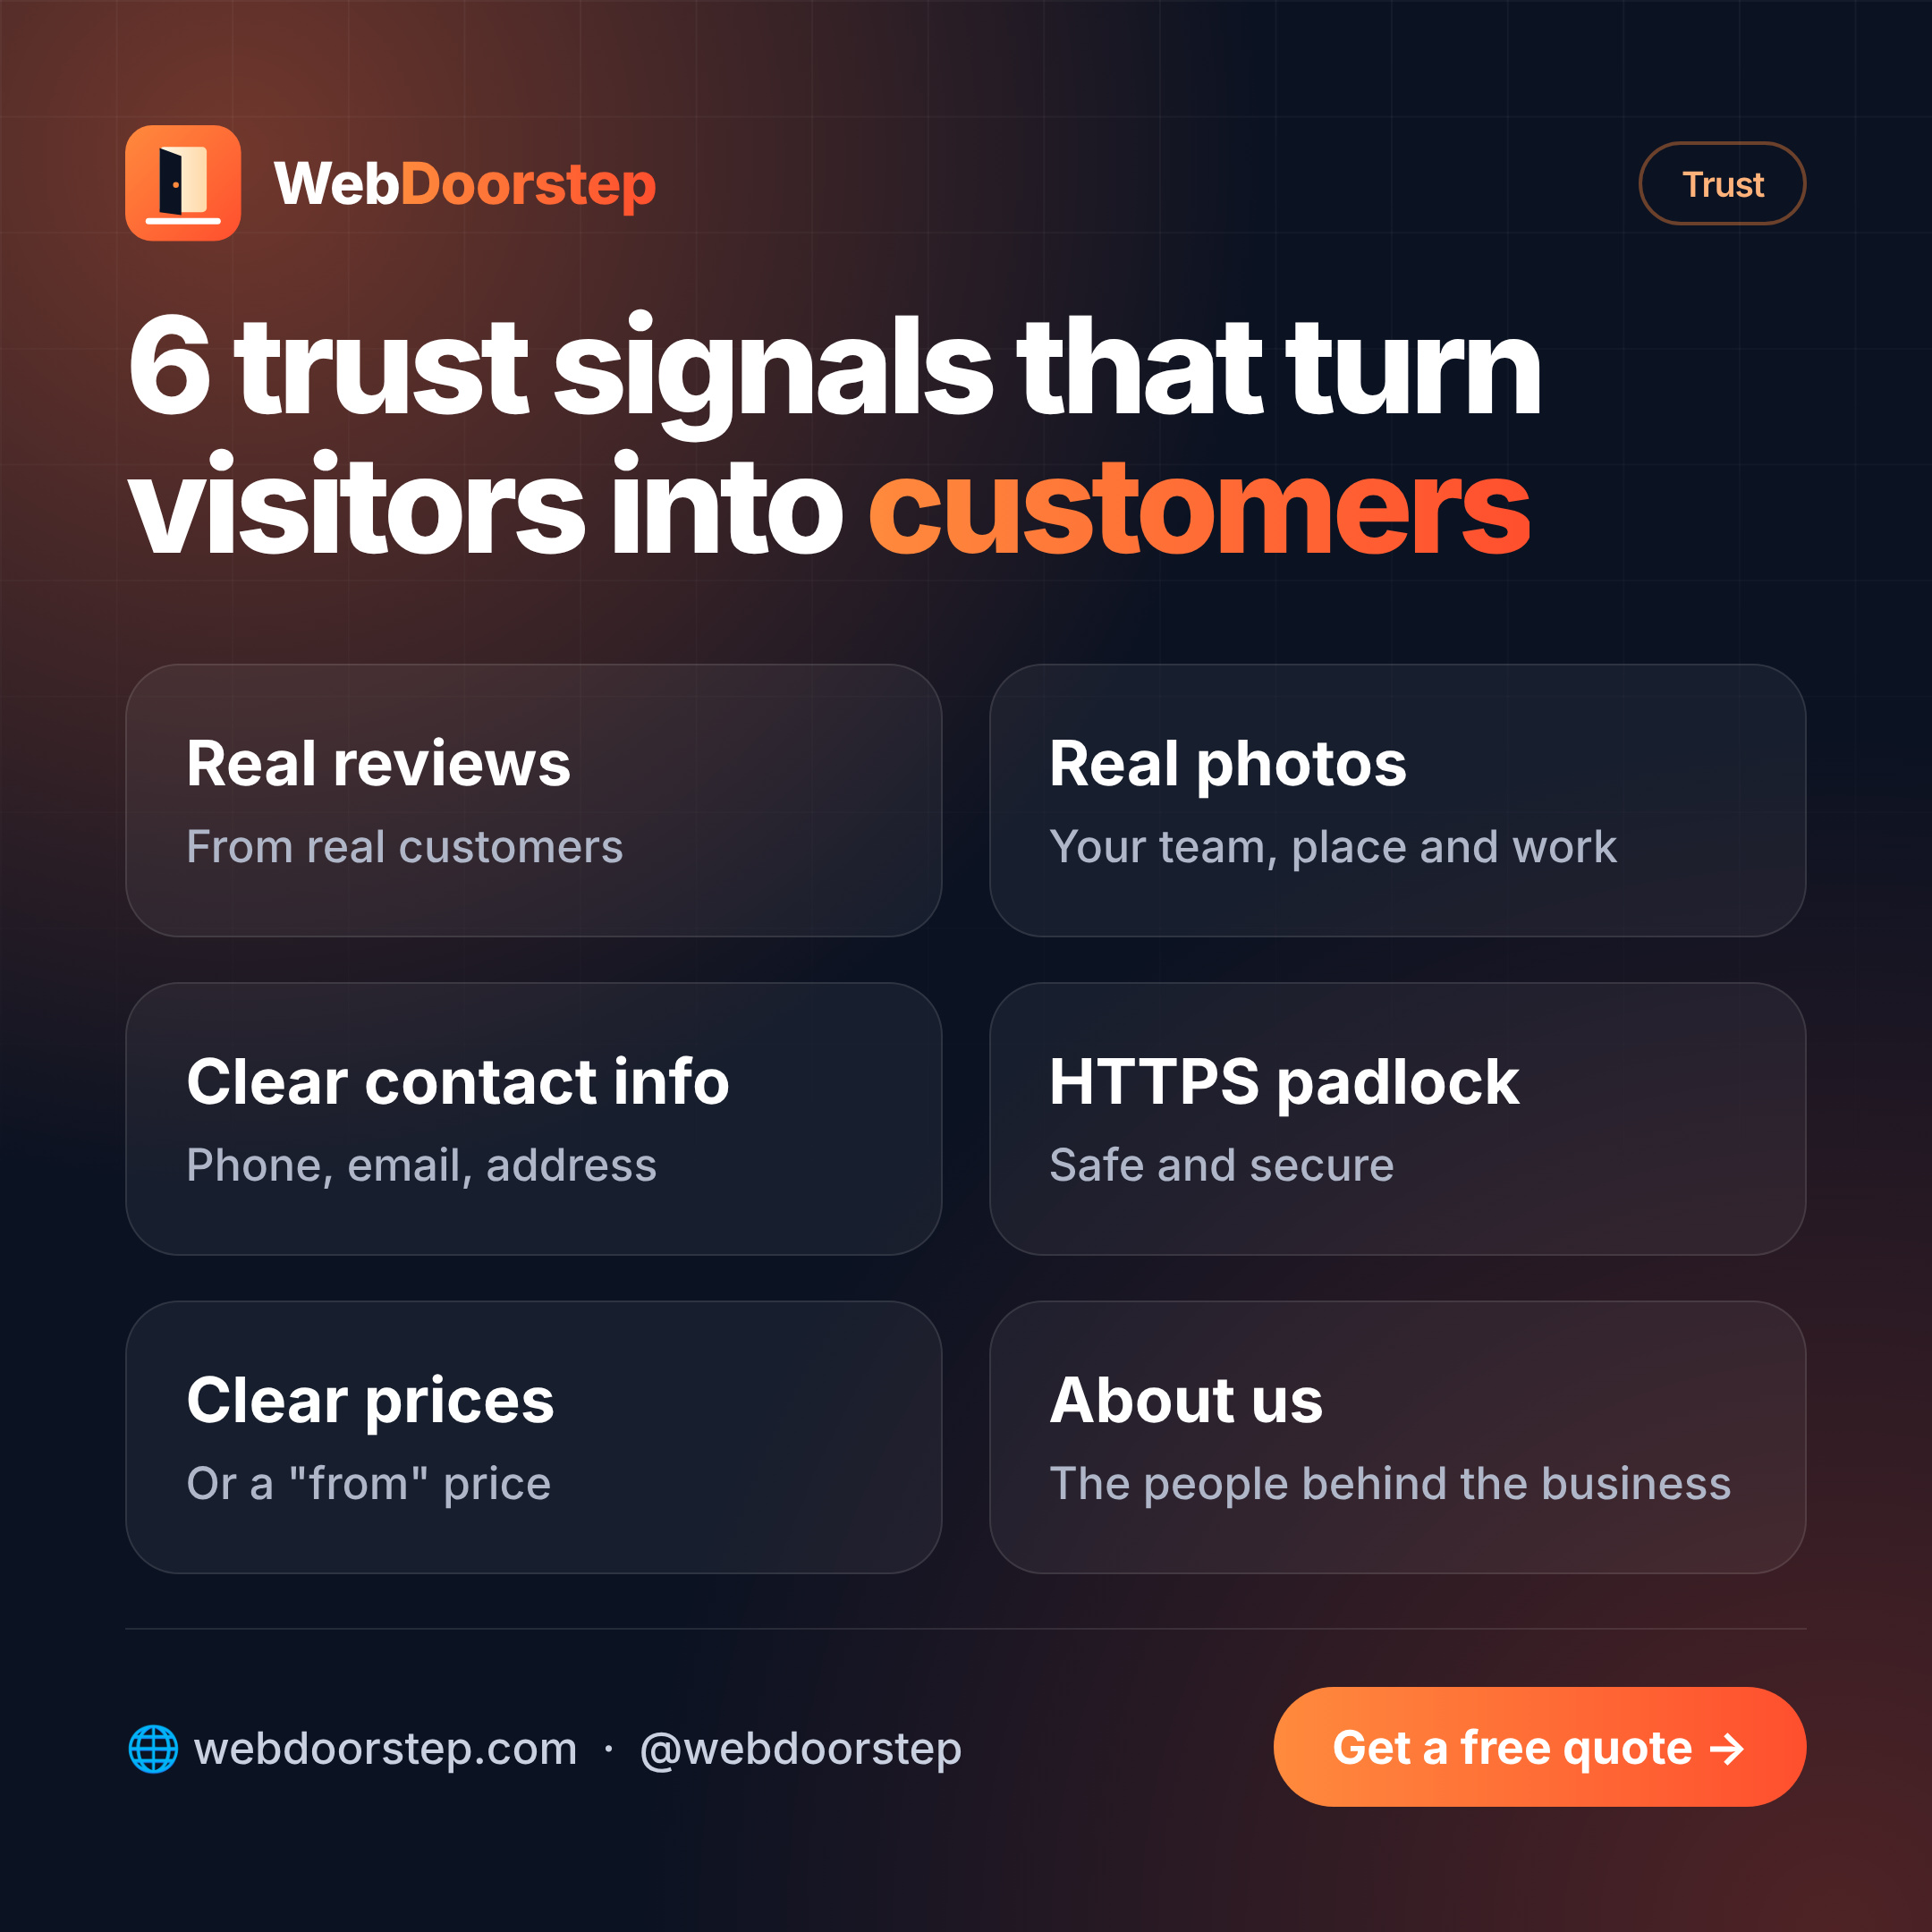 WebDoorstep
Trust
6 trust signals that turn
visitors into customers
Real reviews
From real customers
Real photos
Your team, place and work
Clear contact info
Phone, email, address
HTTPS padlock
Safe and secure
Clear prices
Or a "from" price
About us
The people behind the business
webdoorstep.com · @webdoorstep
Get a free quote →